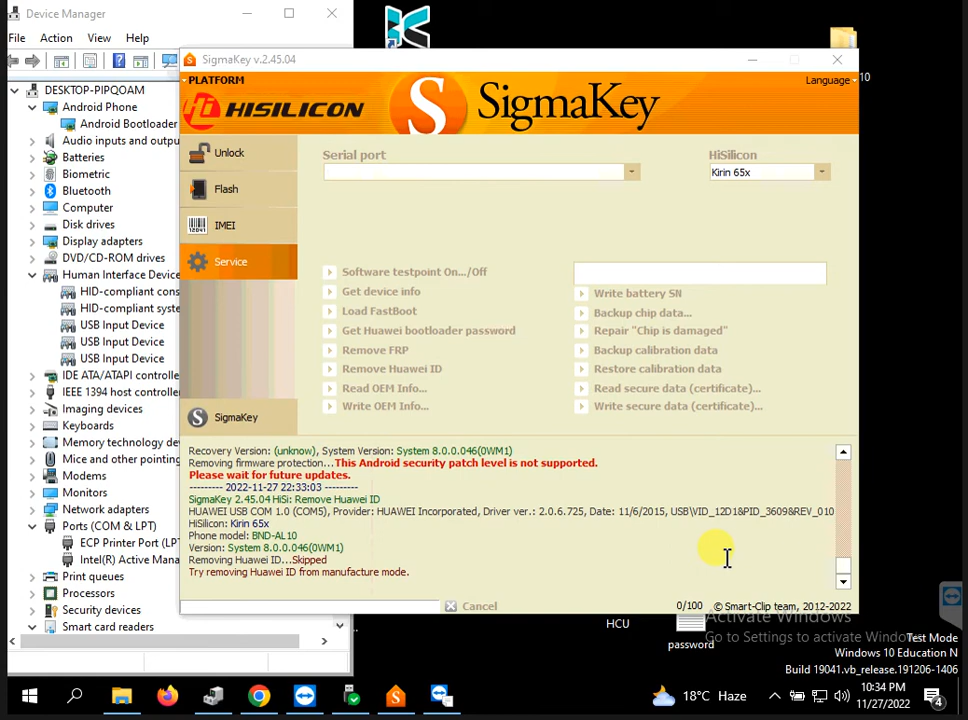 Device Manager
File Action View Help
DESKTOP-PIPQOAM
Android Phone
Android Bootloader
Audio inputs and outpu
Batteries
Biometric
Bluetooth
Computer
Disk drives
Display adapters
DVD/CD-ROM drives
Human Interface Device
HID-compliant cons
HID-compliant syste
USB Input Device
USB Input Device
USB Input Device
IDE ATA/ATAPI controlle
IEEE 1394 host controlle
Imaging devices
Keyboards
Memory technology
Mice and other pointing
Modems
Monitors
Network adapters
Ports (COM & LPT)
ECP Printer Port (LPT
Intel(R) Active Mana
Print queues
Processors
Security devices
Smart card readers
SigmaKey v.2.45.04
PLATFORM
Language
HISILICON
SigmaKey
Unlock
Flash
IMEI
Service
SigmaKey
Serial port
HiSilicon
Kirin 65x
Software testpoint On.../Off
Get device info
Load FastBoot
Get Huawei bootloader password
Remove FRP
Remove Huawei ID
Read OEM Info...
Write OEM Info...
Write battery SN
Backup chip data...
Repair "Chip is damaged"
Backup calibration data
Restore calibration data
Read secure data (certificate)...
Write secure data (certificate)...
Recovery Version: (unknow), System Version: System 8.0.0.046(0WM1)
Removing firmware protection...This Android security patch level is not supported.
Please wait for future updates.
--------- 2022-11-27 22:33:03 ---------
SigmaKey 2.45.04 HiSi: Remove Huawei ID
HUAWEI USB COM 1.0 (COM5), Provider: HUAWEI Incorporated, Driver ver.: 2.0.6.725, Date: 11/6/2015, USB\VID_12D1&PID_3609&REV_010
HiSilicon: Kirin 65x
Phone model: BND-AL10
Version: System 8.0.0.046(0WM1)
Removing Huawei ID...Skipped
Try removing Huawei ID from manufacture mode.
Cancel
0/100
© Smart-Clip team, 2012-2022
10
HCU
password
Activate Windows
Go to Settings to activate Windows.
Test Mode
Windows 10 Education N
Build 19041.vb_release.191206-1406
18°C Haze
10:34 PM
11/27/2022
4